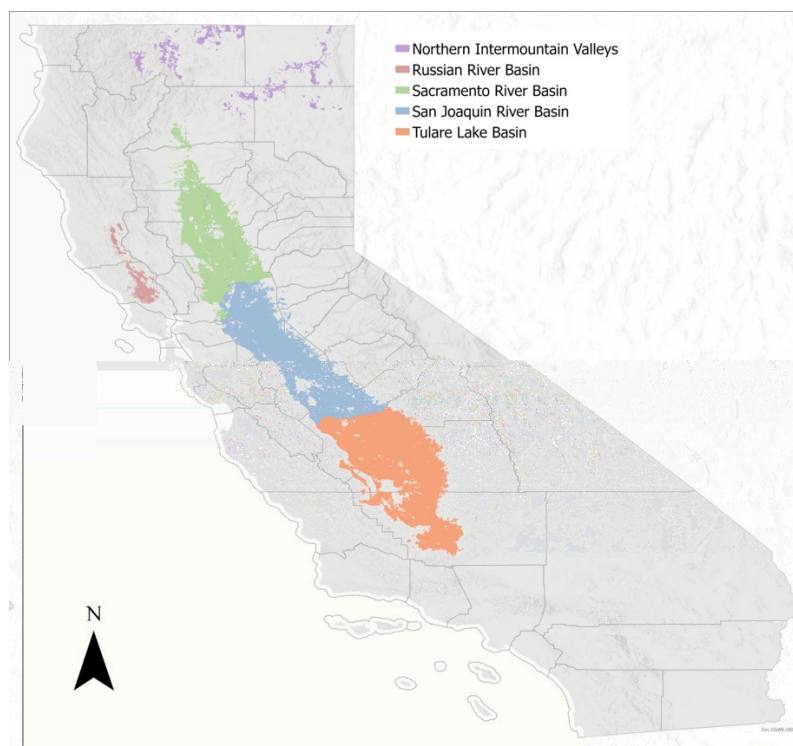 Northern Intermountain Valleys
Russian River Basin
Sacramento River Basin
San Joaquin River Basin
Tulare Lake Basin
N